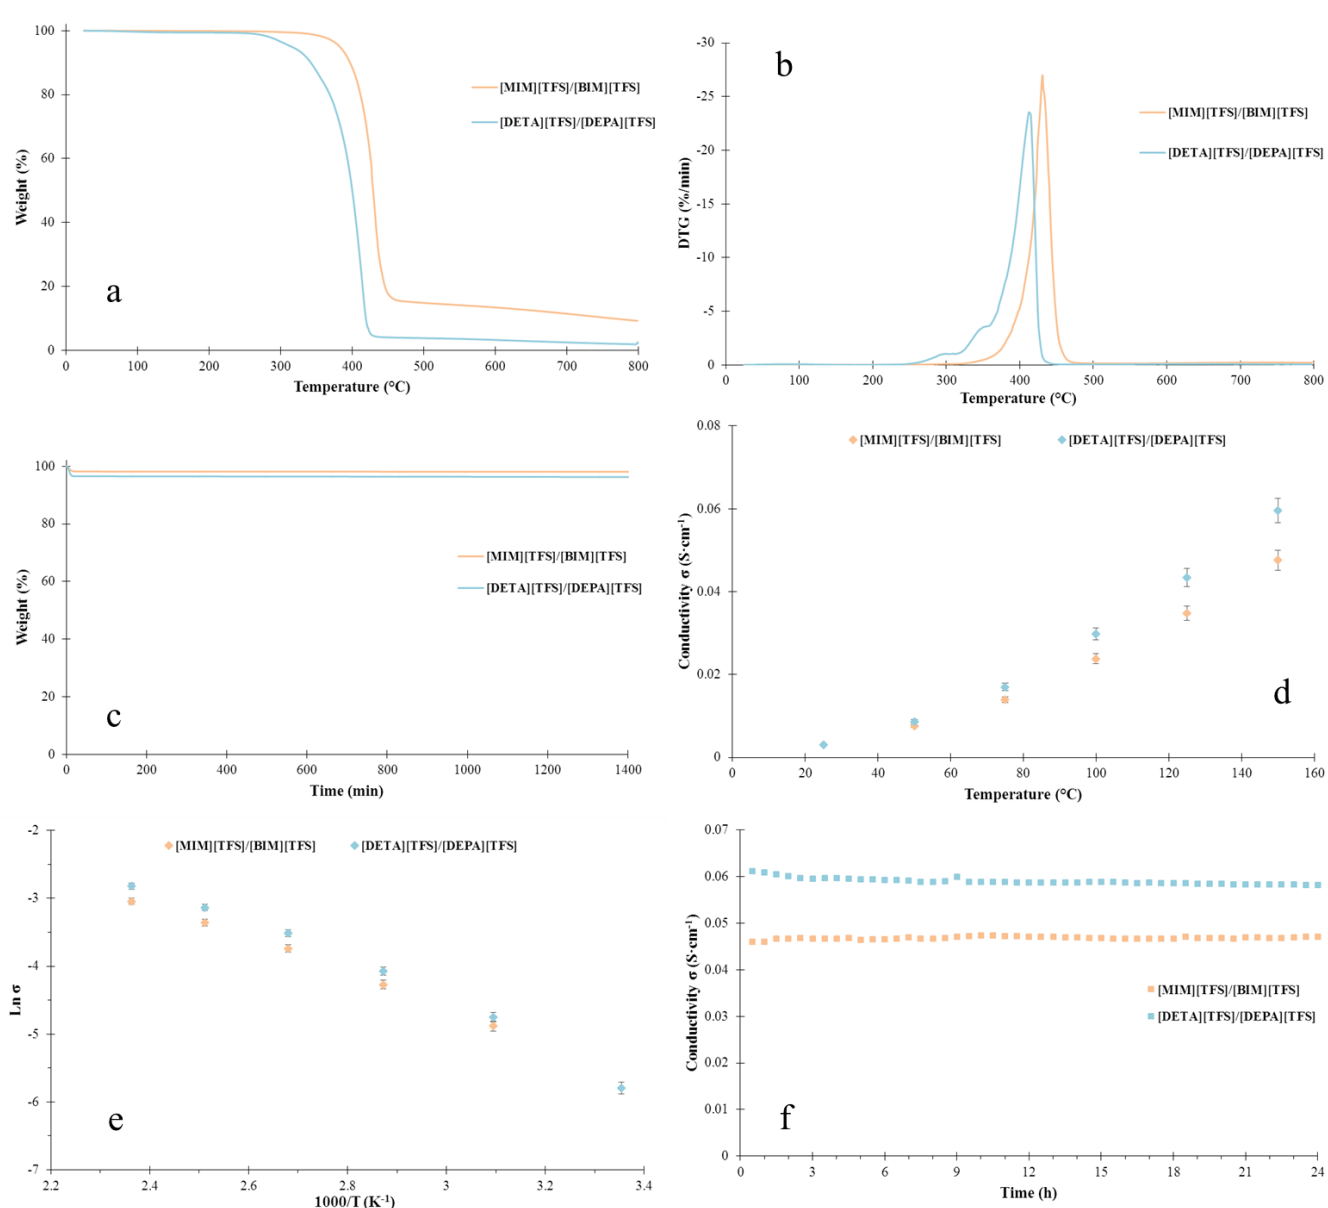 100
80
60
40
20
0
Weight (%)
[MIM][TFS]/[BIM][TFS]
[DETA][TFS]/[DEPA][TFS]
a
0 100 200 300 400 500 600 700 800
Temperature (°C)
-30
-25
-20
-15
-10
-5
0
DTG (%/min)
b
[MIM][TFS]/[BIM][TFS]
[DETA][TFS]/[DEPA][TFS]
100 200 300 400 500 600 700 800
Temperature (°C)
100
80
60
40
20
0
Weight (%)
[MIM][TFS]/[BIM][TFS]
[DETA][TFS]/[DEPA][TFS]
c
0 200 400 600 800 1000 1200 1400
Time (min)
0.08
0.06
0.04
0.02
0
Conductivity σ (S·cm⁻¹)
[MIM][TFS]/[BIM][TFS] [DETA][TFS]/[DEPA][TFS]
d
0 20 40 60 80 100 120 140 160
Temperature (°C)
-2
-3
-4
-5
-6
-7
Ln σ
[MIM][TFS]/[BIM][TFS] [DETA][TFS]/[DEPA][TFS]
e
2.2 2.4 2.6 2.8 3 3.2 3.4
1000/T (K⁻¹)
0.07
0.06
0.05
0.04
0.03
0.02
0.01
0
Conductivity σ (S·cm⁻¹)
[MIM][TFS]/[BIM][TFS]
[DETA][TFS]/[DEPA][TFS]
f
0 3 6 9 12 15 18 21 24
Time (h)